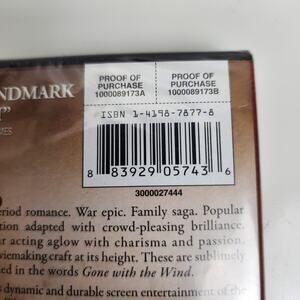 NDMARK
PROOF OF
PURCHASE
1000089173A
PROOF OF
PURCHASE
1000089173B
ISBN 1-4198-7877-8
8 83929 05743 6
3000027444
eriod romance. War epic. Family saga. Popular
tion adapted with crowd-pleasing brilliance.
r acting aglow with charisma and passion.
viemaking craft at its height. These are sublimely
ed in the words Gone with the Wind.
dynamic and durable screen entertainment of the